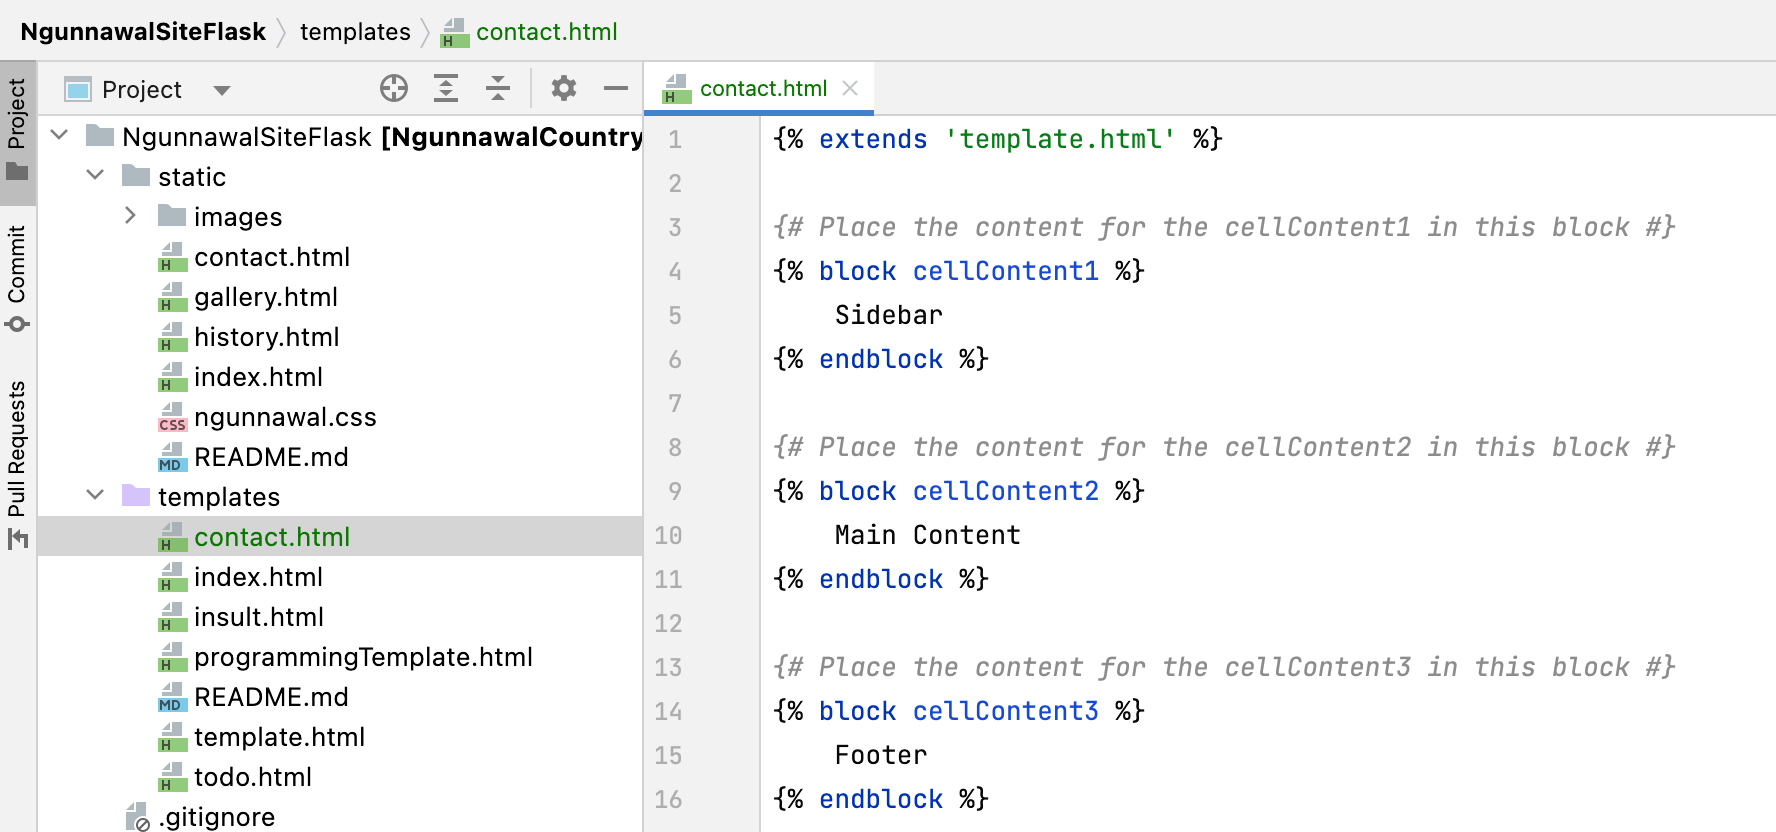 NgunnawalSiteFlask templates contact.html
Project
Commit
Pull Requests
Project
NgunnawalSiteFlask [NgunnawalCountry
static
images
contact.html
gallery.html
history.html
index.html
ngunnawal.css
README.md
templates
contact.html
index.html
insult.html
programmingTemplate.html
README.md
template.html
todo.html
.gitignore
contact.html
1 {% extends 'template.html' %}
2
3 {# Place the content for the cellContent1 in this block #}
4 {% block cellContent1 %}
5 Sidebar
6 {% endblock %}
7
8 {# Place the content for the cellContent2 in this block #}
9 {% block cellContent2 %}
10 Main Content
11 {% endblock %}
12
13 {# Place the content for the cellContent3 in this block #}
14 {% block cellContent3 %}
15 Footer
16 {% endblock %}